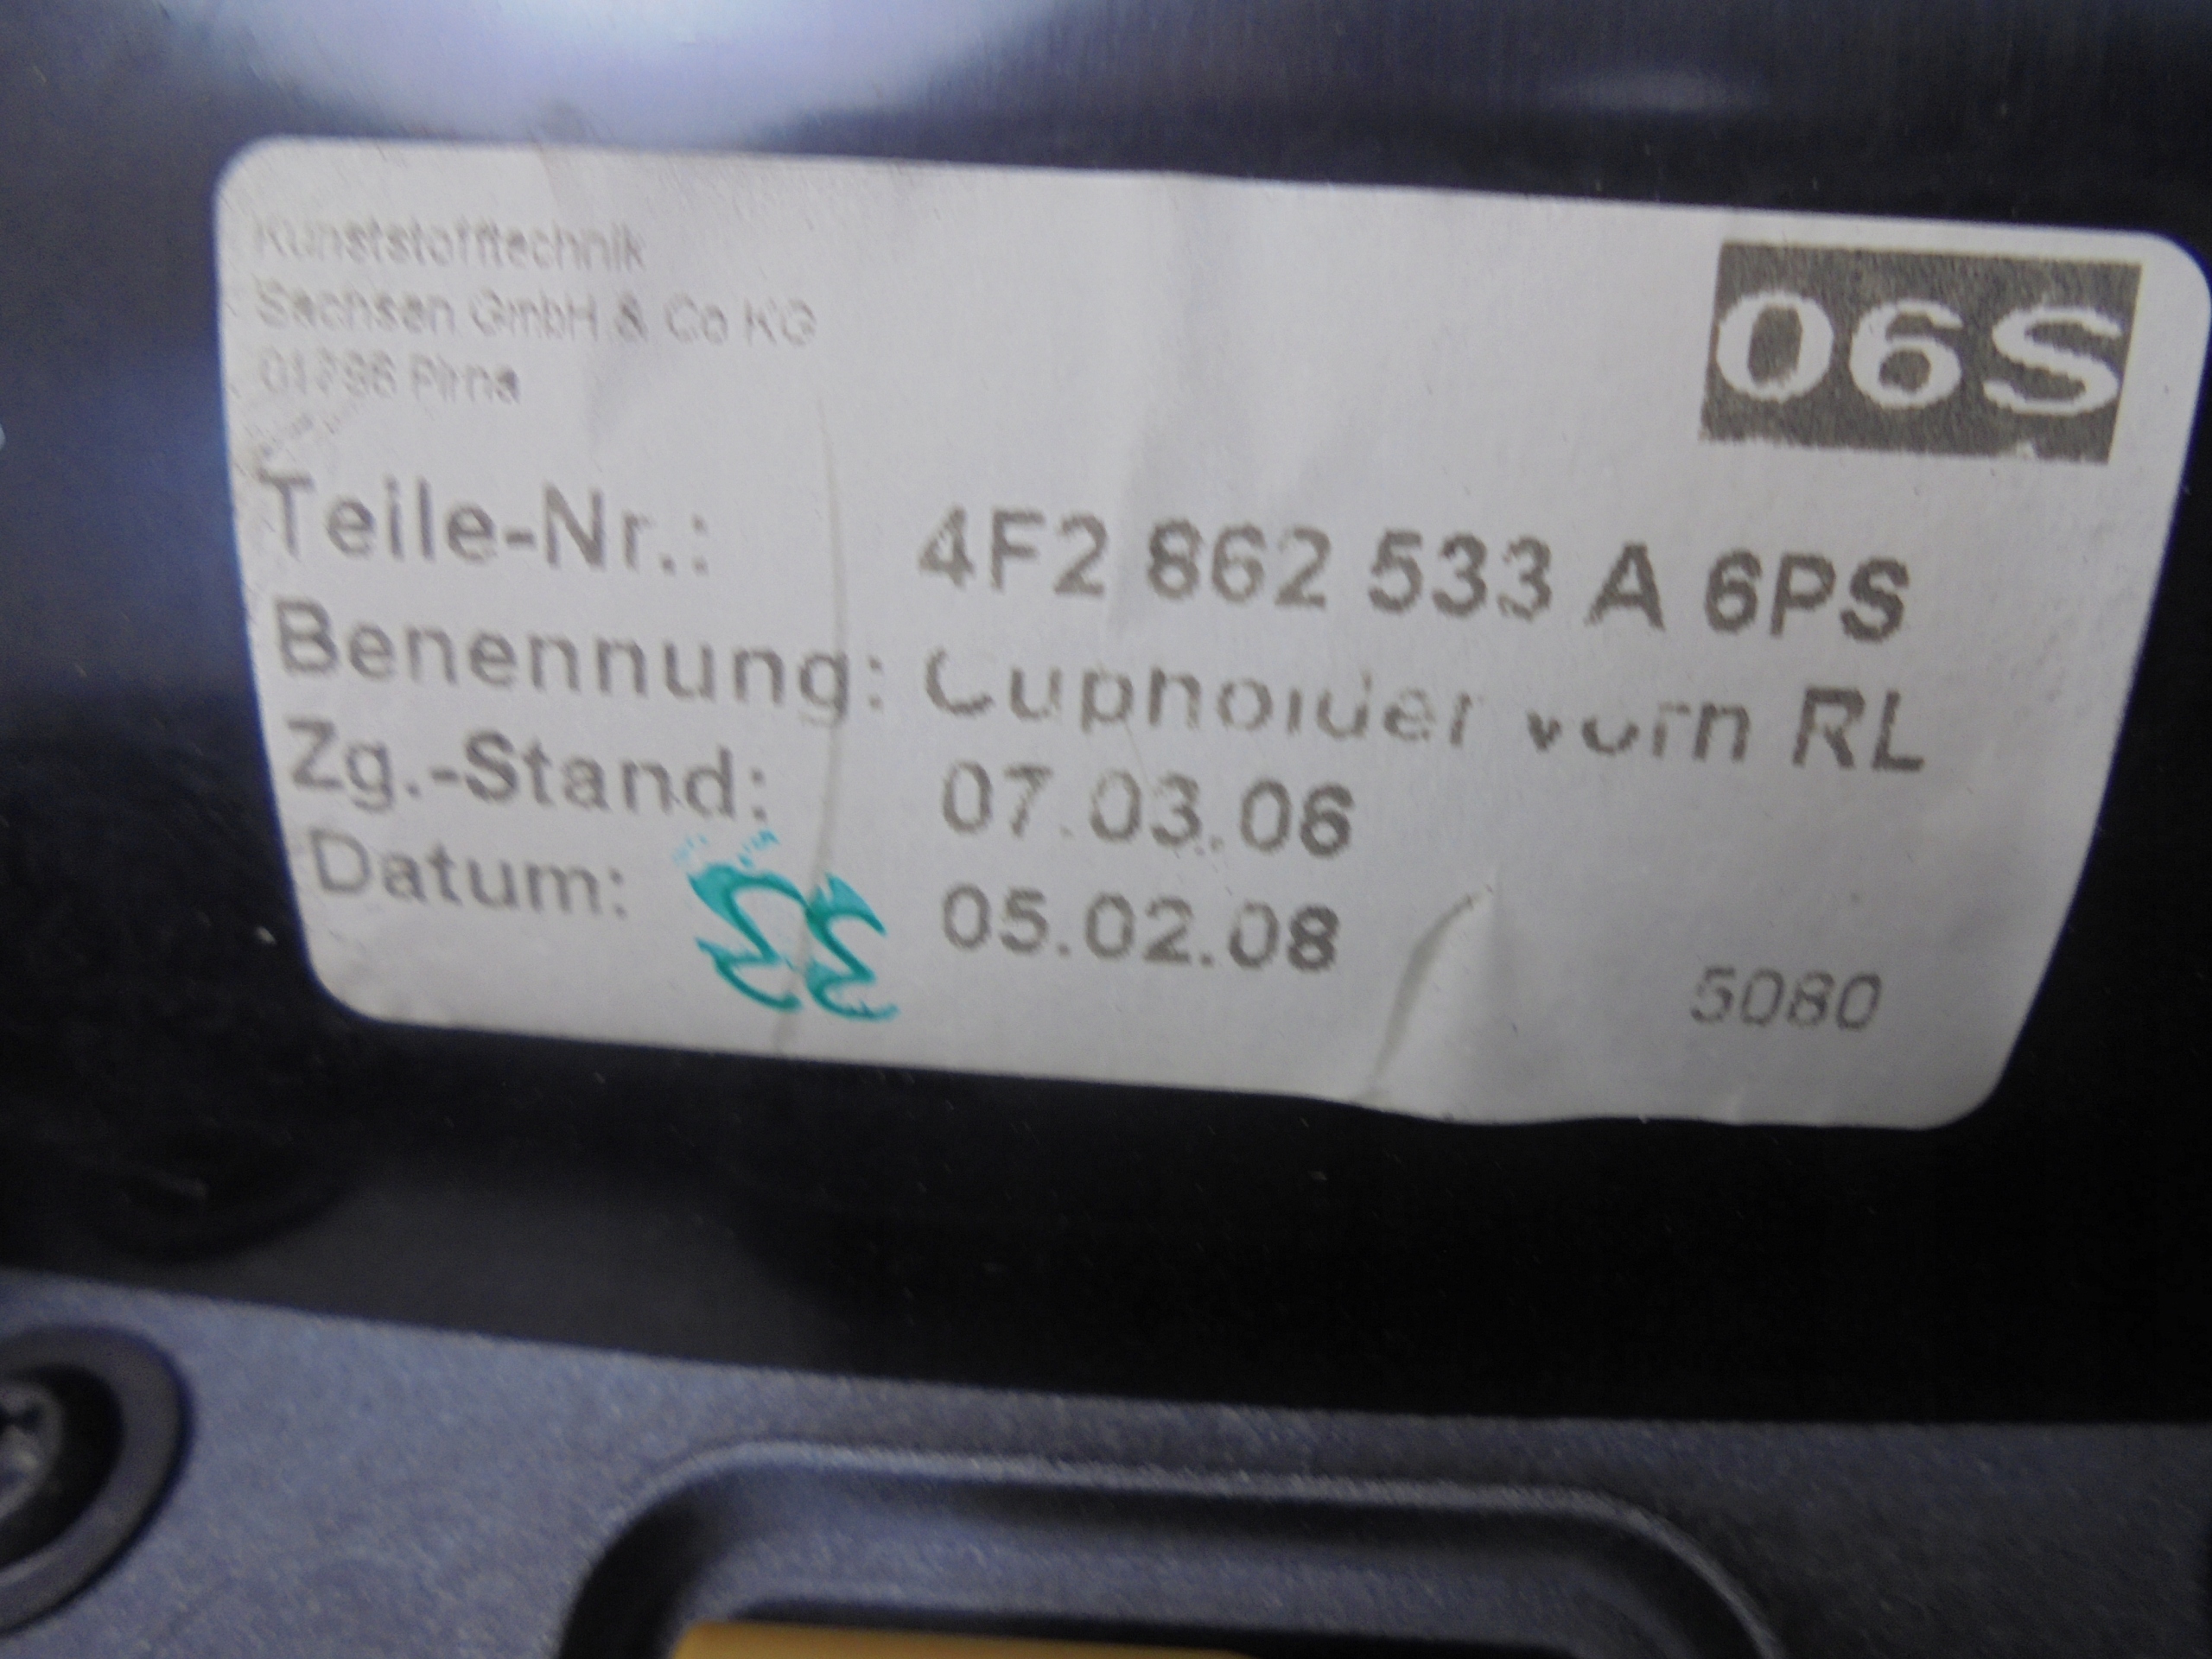 Kunststofftechnik
Sachsen GmbH & Co KG
01796 Pirna
06S
Teile-Nr.: 4F2 862 533 A 6PS
Benennung: Cupholder vorn RL
Zg.-Stand: 07.03.06
Datum: 05.02.08
5080